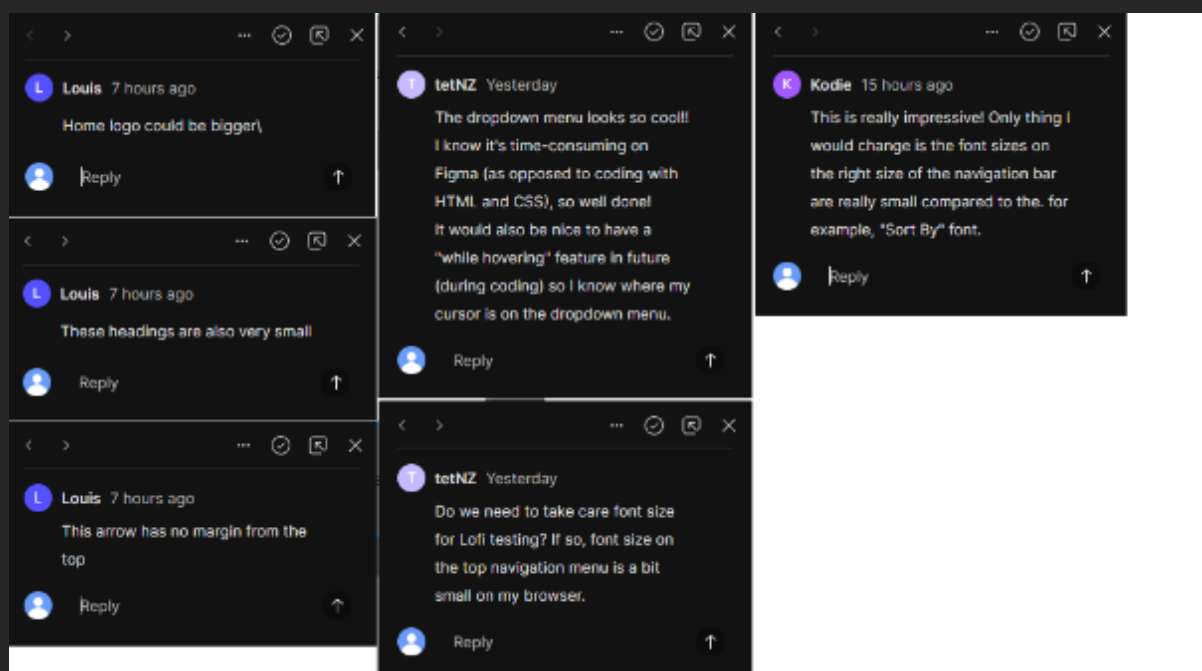 L Louis 7 hours ago
Home logo could be bigger\
Reply
Louis 7 hours ago
These headings are also very small
Reply
Louis 7 hours ago
This arrow has no margin from the
top
Reply
T tetNZ Yesterday
The dropdown menu looks so cool!!
I know it's time-consuming on
Figma (as opposed to coding with
HTML and CSS), so well done!
It would also be nice to have a
"while hovering" feature in future
(during coding) so I know where my
cursor is on the dropdown menu.
Reply
T tetNZ Yesterday
Do we need to take care font size
for Lofi testing? If so, font size on
the top navigation menu is a bit
small on my browser.
Reply
K Kodie 15 hours ago
This is really impressive! Only thing I
would change is the font sizes on
the right size of the navigation bar
are really small compared to the. for
example, "Sort By" font.
Reply